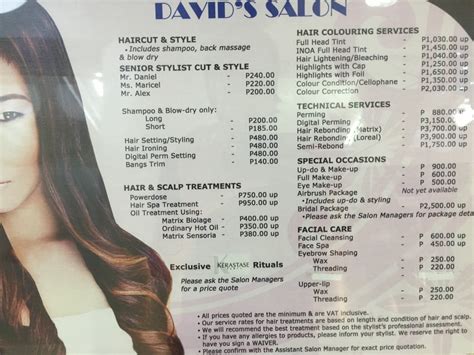 DAVID'S SALON
HAIRCUT & STYLE
• Includes shampoo, back massage
& blow dry
SENIOR STYLIST CUT & STYLE
Mr. Daniel - P240.00
Ms. Maricel - P220.00
Mr. Alex - P200.00
Shampoo & Blow-dry only:
Long - P200.00
Short - P185.00
Hair Setting/Styling - P480.00
Hair Ironing - P480.00
Digital Perm Setting - P480.00
Bangs Trim - P140.00
HAIR & SCALP TREATMENTS
Powerdose - P750.00 up
Hair Spa Treatment - P950.00 up
Oil Treatment Using:
Matrix Biolage - P400.00 up
Ordinary Hot Oil - P350.00 up
Matrix Sensoria - P380.00 up
Exclusive KÉRASTASE Rituals
Please ask the Salon Managers
for a price quote
HAIR COLOURING SERVICES
Full Head Tint - P1,030.00 up
INOA Full Head Tint - P1,450.00 up
Hair Lightening/Bleaching - P1,040.00 up
Highlights with Cap - P1,250.00 up
Highlights with Foil - P1,650.00 up
Colour Condition/Cellophane - P1,350.00 up
Colour Correction - P2,080.00 up
TECHNICAL SERVICES
Perming - P 880.00 up
Digital Perming - P3,150.00 up
Hair Rebonding (Matrix) - P3,700.00 up
Hair Rebonding (Loreal) - P3,900.00 up
Semi-Rebond - P1,750.00 up
SPECIAL OCCASIONS
Up-do & Make-up - P 900.00 up
Full Make-up - P 600.00 up
Eye Make-up - P 500.00 up
Airbrush Package - Not yet available
• Includes up-do & styling
Bridal Package - P2,500.00 up
• Please ask the Salon Managers for package details
FACIAL CARE
Facial Cleansing - P 600.00 up
Face Spa - P 450.00 up
Eyebrow Shaping
Wax - P 250.00
Threading - P 220.00
Upper Lip
Wax - P 250.00
Threading - P 220.00
• All prices quoted are the minimum & are VAT inclusive.
• Our service rates for hair treatments are based on length and condition of hair and scalp.
• We will recommend the best treatment based on the stylist's professional assessment.
• If you have any allergies to products, please inform your stylist. We reserve the right to
have you sign a WAIVER.
• Please confirm with the Assistant Salon Manager for exact price quotation.